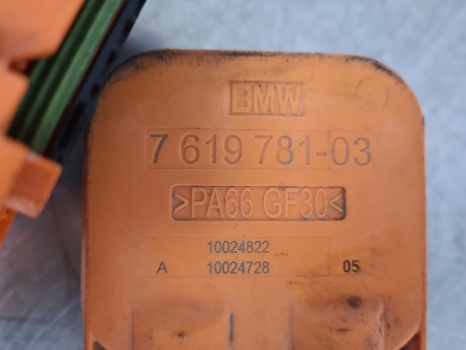 BMW
7 619 781-03
>PA66 GF30<
10024822
A 10024728 05